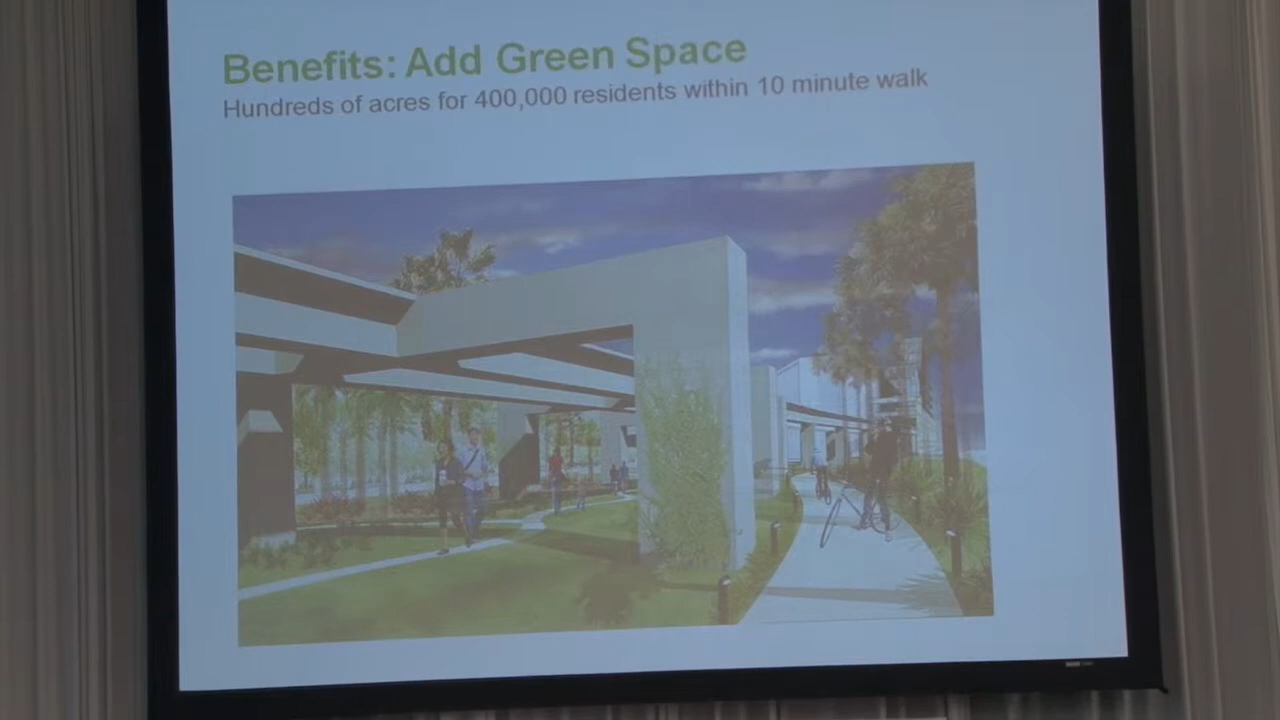 Benefits: Add Green Space
Hundreds of acres for 400,000 residents within 10 minute walk